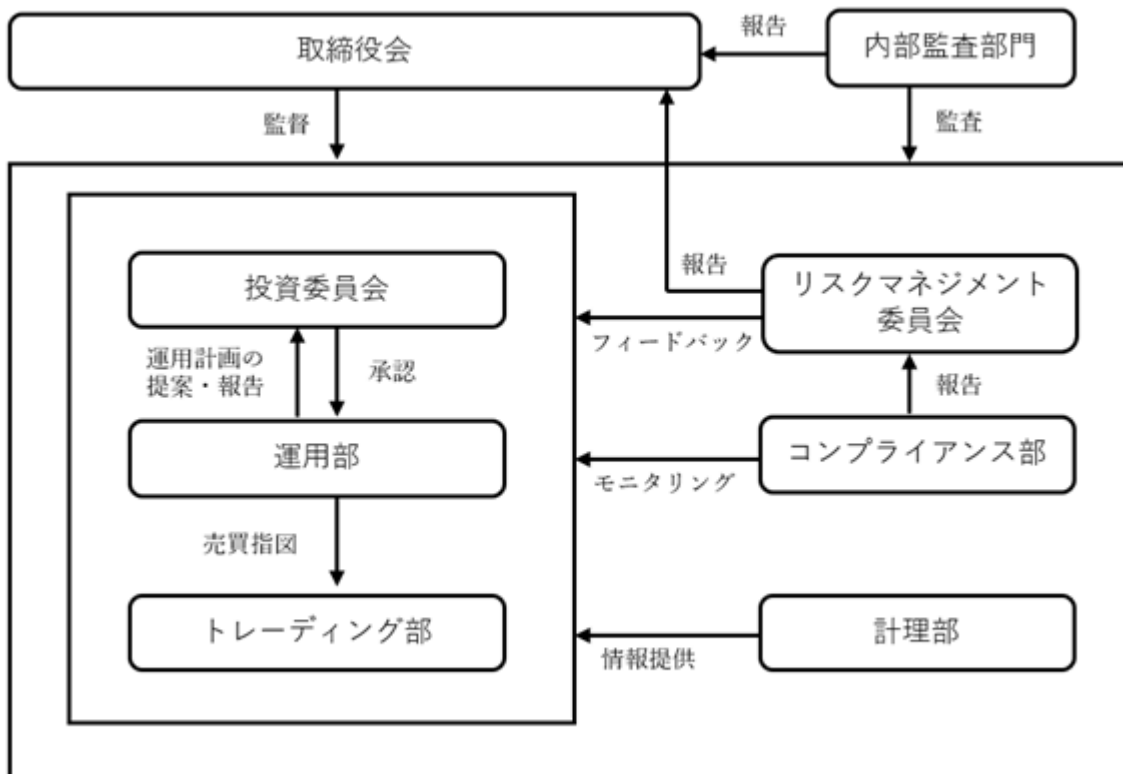 取締役会
報告
内部監査部門
監督
監査
投資委員会
報告
リスクマネジメント
委員会
フィードバック
運用計画の
提案・報告
承認
報告
運用部
モニタリング
コンプライアンス部
売買指図
トレーディング部
情報提供
計理部